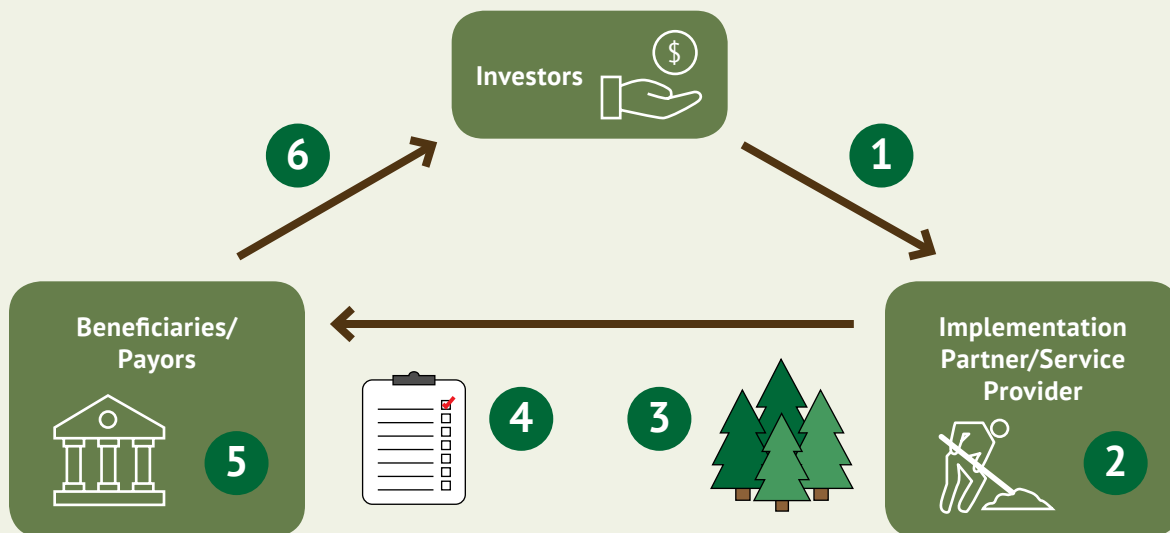 Investors
$
6
1
Beneficiaries/
Payors
Implementation
Partner/Service
Provider
4
3
5
2